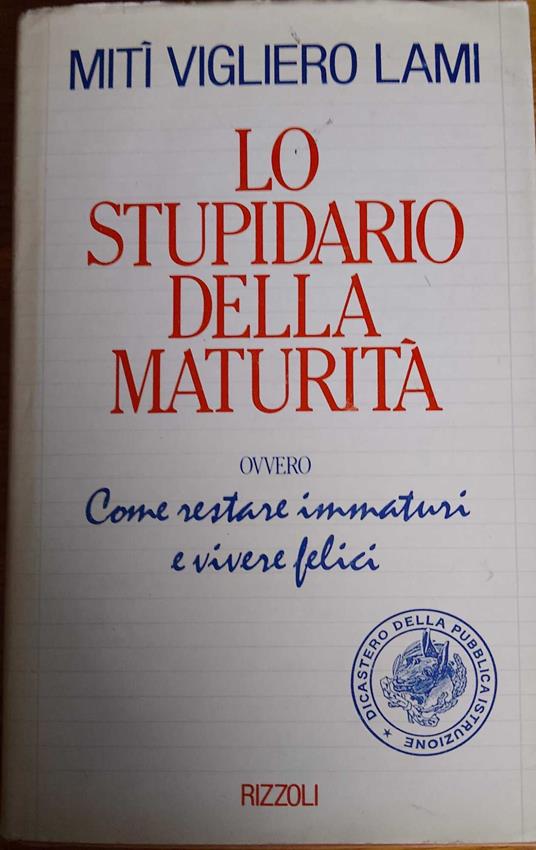 MITÌ VIGLIERO LAMI
LO
STUPIDARIO
DELLA
MATURITÀ
OVVERO
Come restare immaturi
e vivere felici
DICASTERO DELLA PUBBLICA ISTRUZIONE ★
RIZZOLI